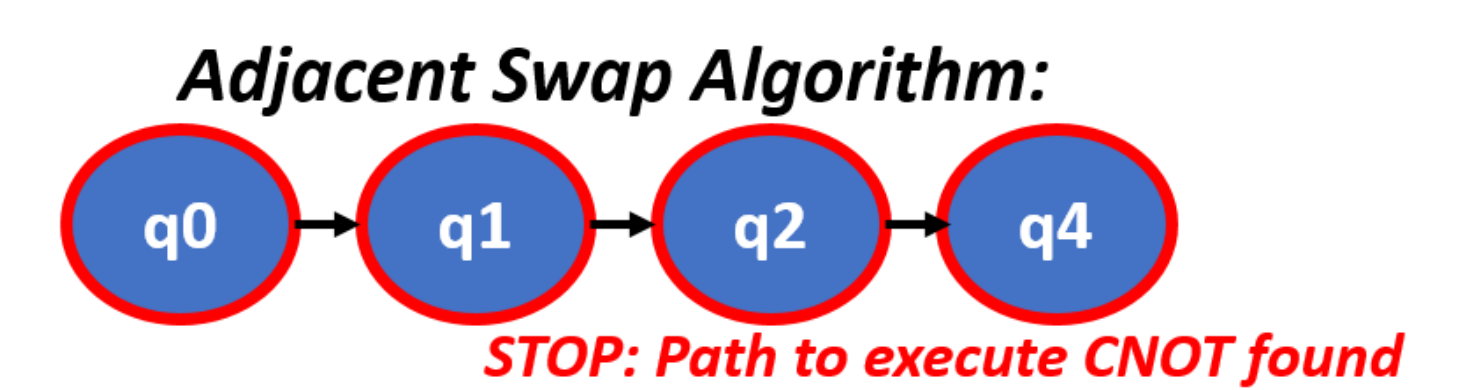 Adjacent Swap Algorithm:
q0 q1 q2 q4
STOP: Path to execute CNOT found